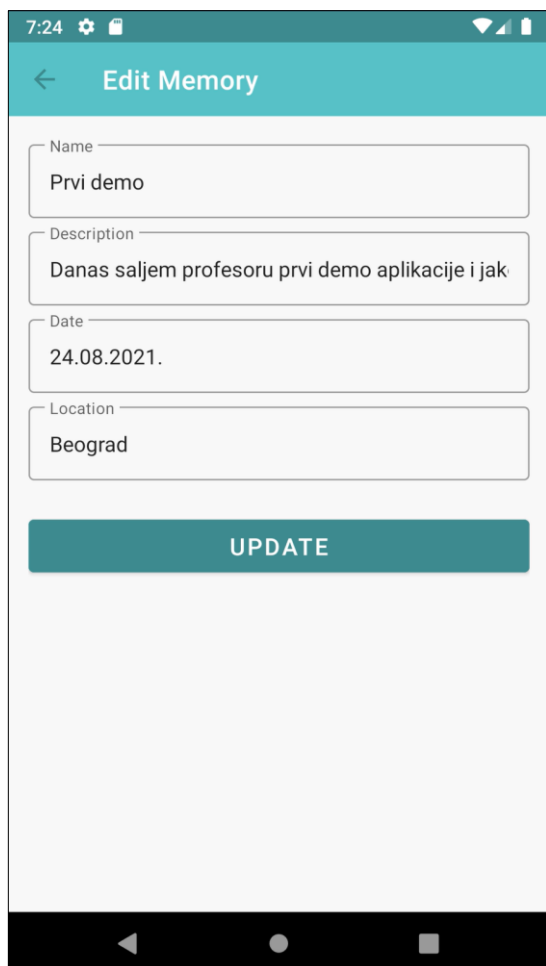 7:24
Edit Memory
Name
Prvi demo
Description
Danas saljem profesoru prvi demo aplikacije i jak
Date
24.08.2021.
Location
Beograd
UPDATE